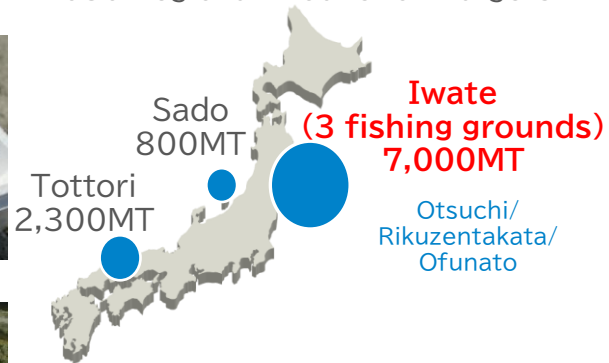 Sado
800MT
Tottori
2,300MT
Iwate
(3 fishing grounds)
7,000MT
Otsuchi/
Rikuzentakata/
Ofunato